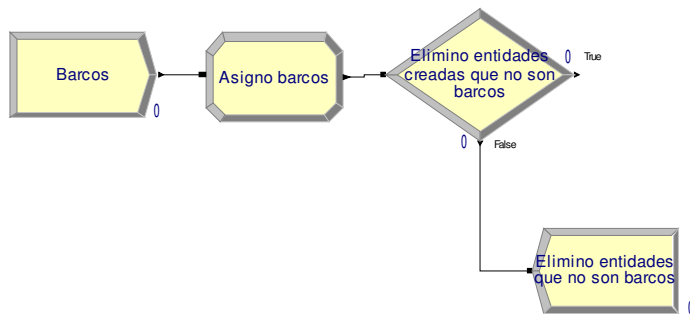 Barcos
0
Asigno barcos
Elimino entidades
creadas que no son
barcos
0
True
0
False
Elimino entidades
que no son barcos
0